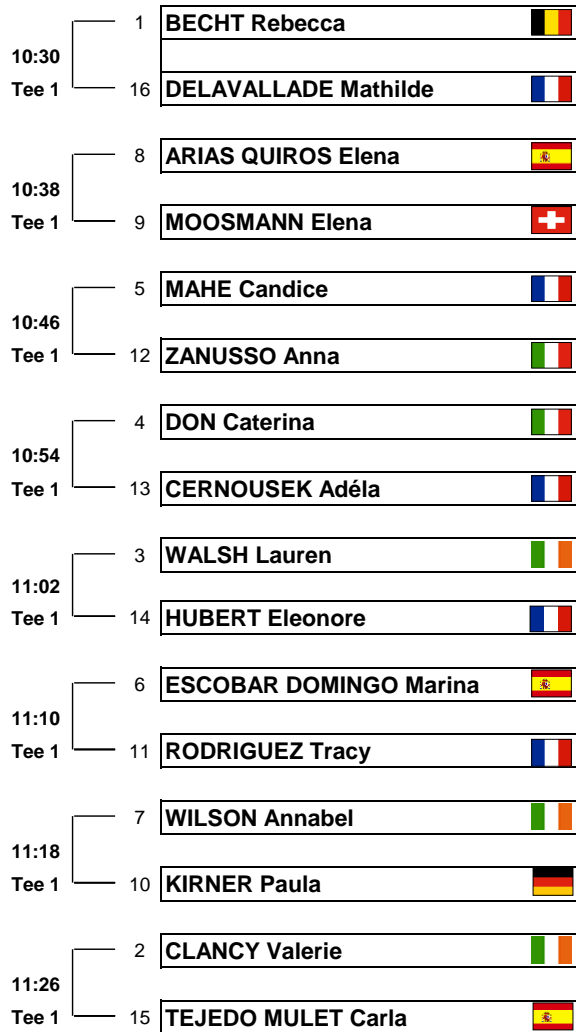 1 BECHT Rebecca
10:30
Tee 1
16 DELAVALLADE Mathilde
8 ARIAS QUIROS Elena
10:38
Tee 1
9 MOOSMANN Elena
5 MAHE Candice
10:46
Tee 1
12 ZANUSSO Anna
4 DON Caterina
10:54
Tee 1
13 CERNOUSEK Adéla
3 WALSH Lauren
11:02
Tee 1
14 HUBERT Eleonore
6 ESCOBAR DOMINGO Marina
11:10
Tee 1
11 RODRIGUEZ Tracy
7 WILSON Annabel
11:18
Tee 1
10 KIRNER Paula
2 CLANCY Valerie
11:26
Tee 1
15 TEJEDO MULET Carla